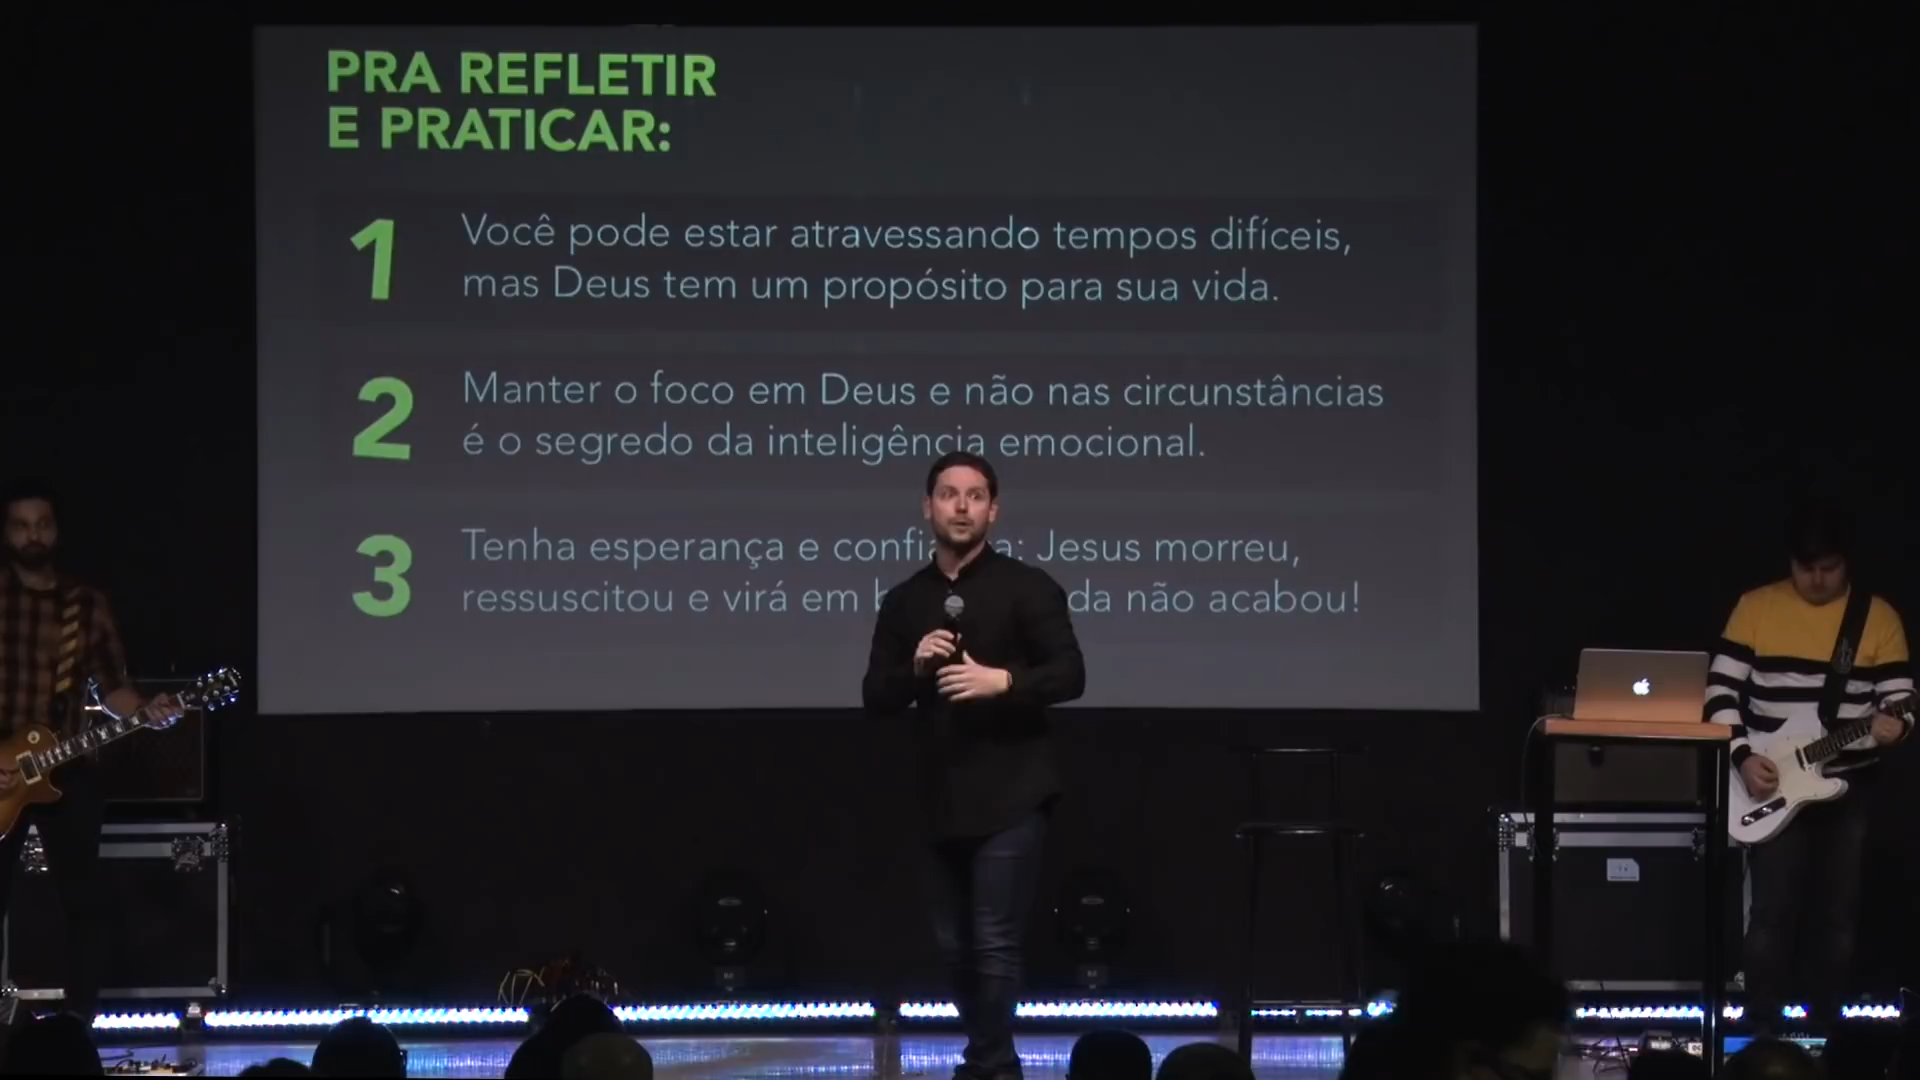 PRA REFLETIR
E PRATICAR:
1
Você pode estar atravessando tempos difíceis,
mas Deus tem um propósito para sua vida.
2
Manter o foco em Deus e não nas circunstâncias
é o segredo da inteligência emocional.
3
Tenha esperança e Jesus morreu,
ressuscitou e virá em não acabou!